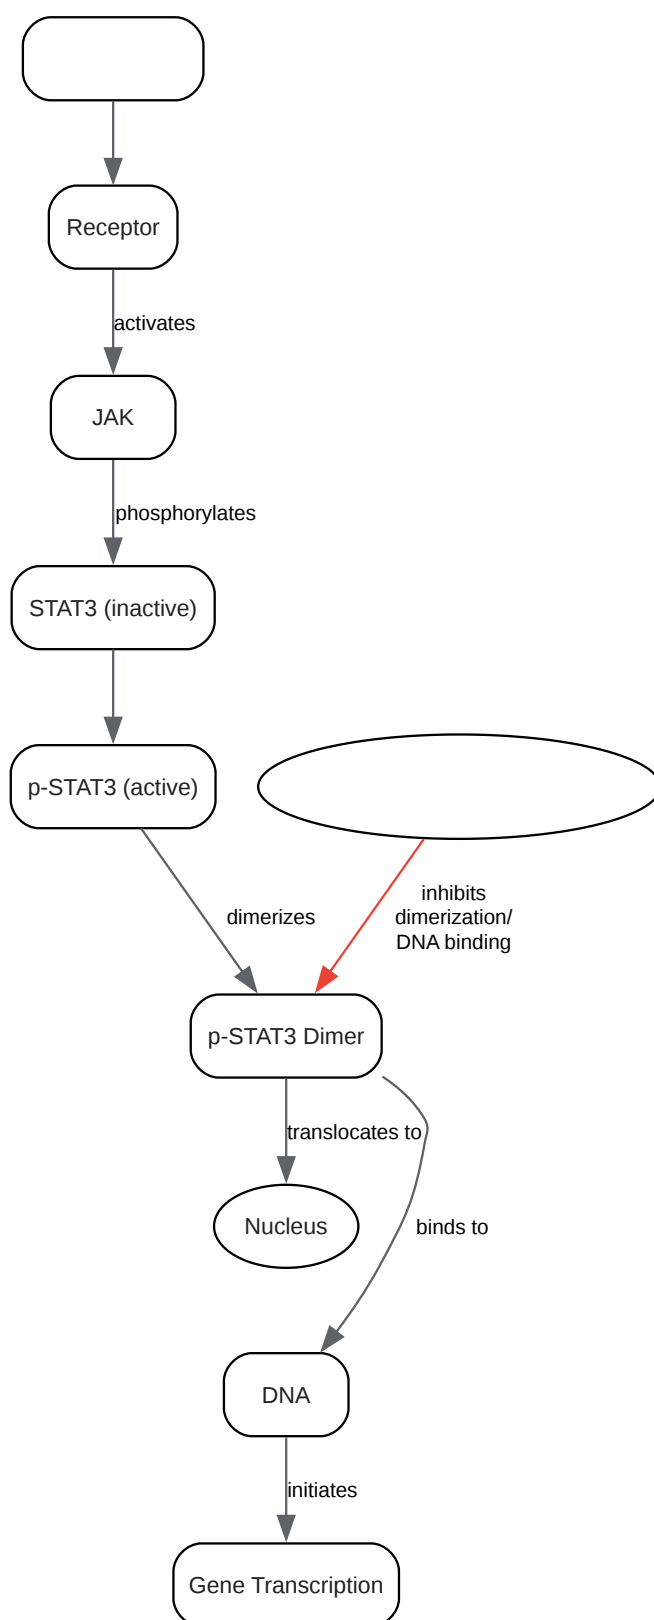 Receptor
activates
JAK
phosphorylates
STAT3 (inactive)
p-STAT3 (active)
dimerizes
inhibits
dimerization/
DNA binding
p-STAT3 Dimer
translocates to
Nucleus
binds to
DNA
initiates
Gene Transcription